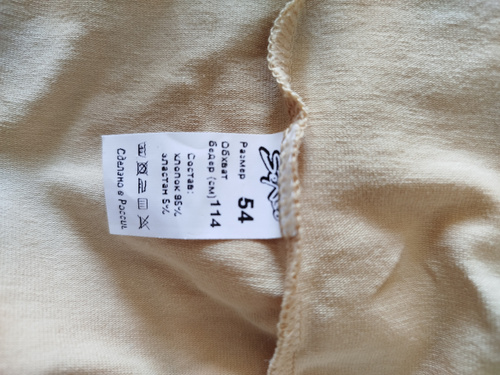 Размер 54
Обхват
бедер (см) 114
Состав:
хлопок 95%
эластан 5%
Сделано в России